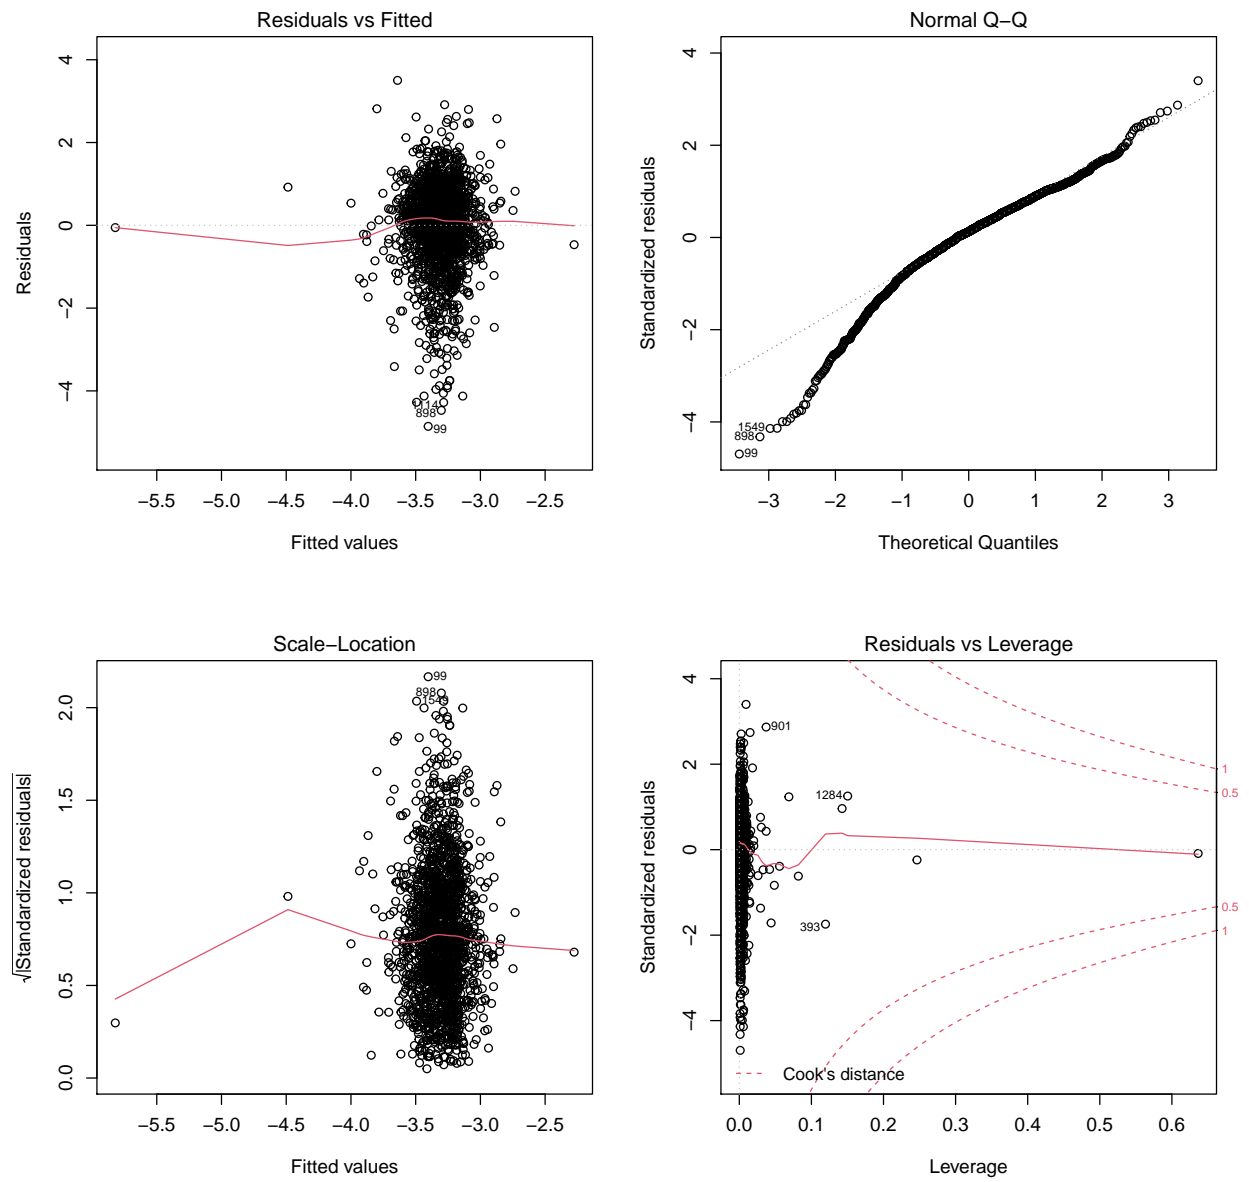 Residuals vs Fitted
Residuals
4
2
0
−2
−4
1114
898
99
−5.5 −5.0 −4.5 −4.0 −3.5 −3.0 −2.5
Fitted values
Normal Q−Q
Standardized residuals
4
2
0
−2
−4
1549
898
99
−3 −2 −1 0 1 2 3
Theoretical Quantiles
Scale−Location
√|Standardized residuals|
2.0
1.5
1.0
0.5
0.0
99
898
1549
−5.5 −5.0 −4.5 −4.0 −3.5 −3.0 −2.5
Fitted values
Residuals vs Leverage
Standardized residuals
4
2
0
−2
−4
901
1284
393
1
0.5
0.5
1
Cook's distance
0.0 0.1 0.2 0.3 0.4 0.5 0.6
Leverage